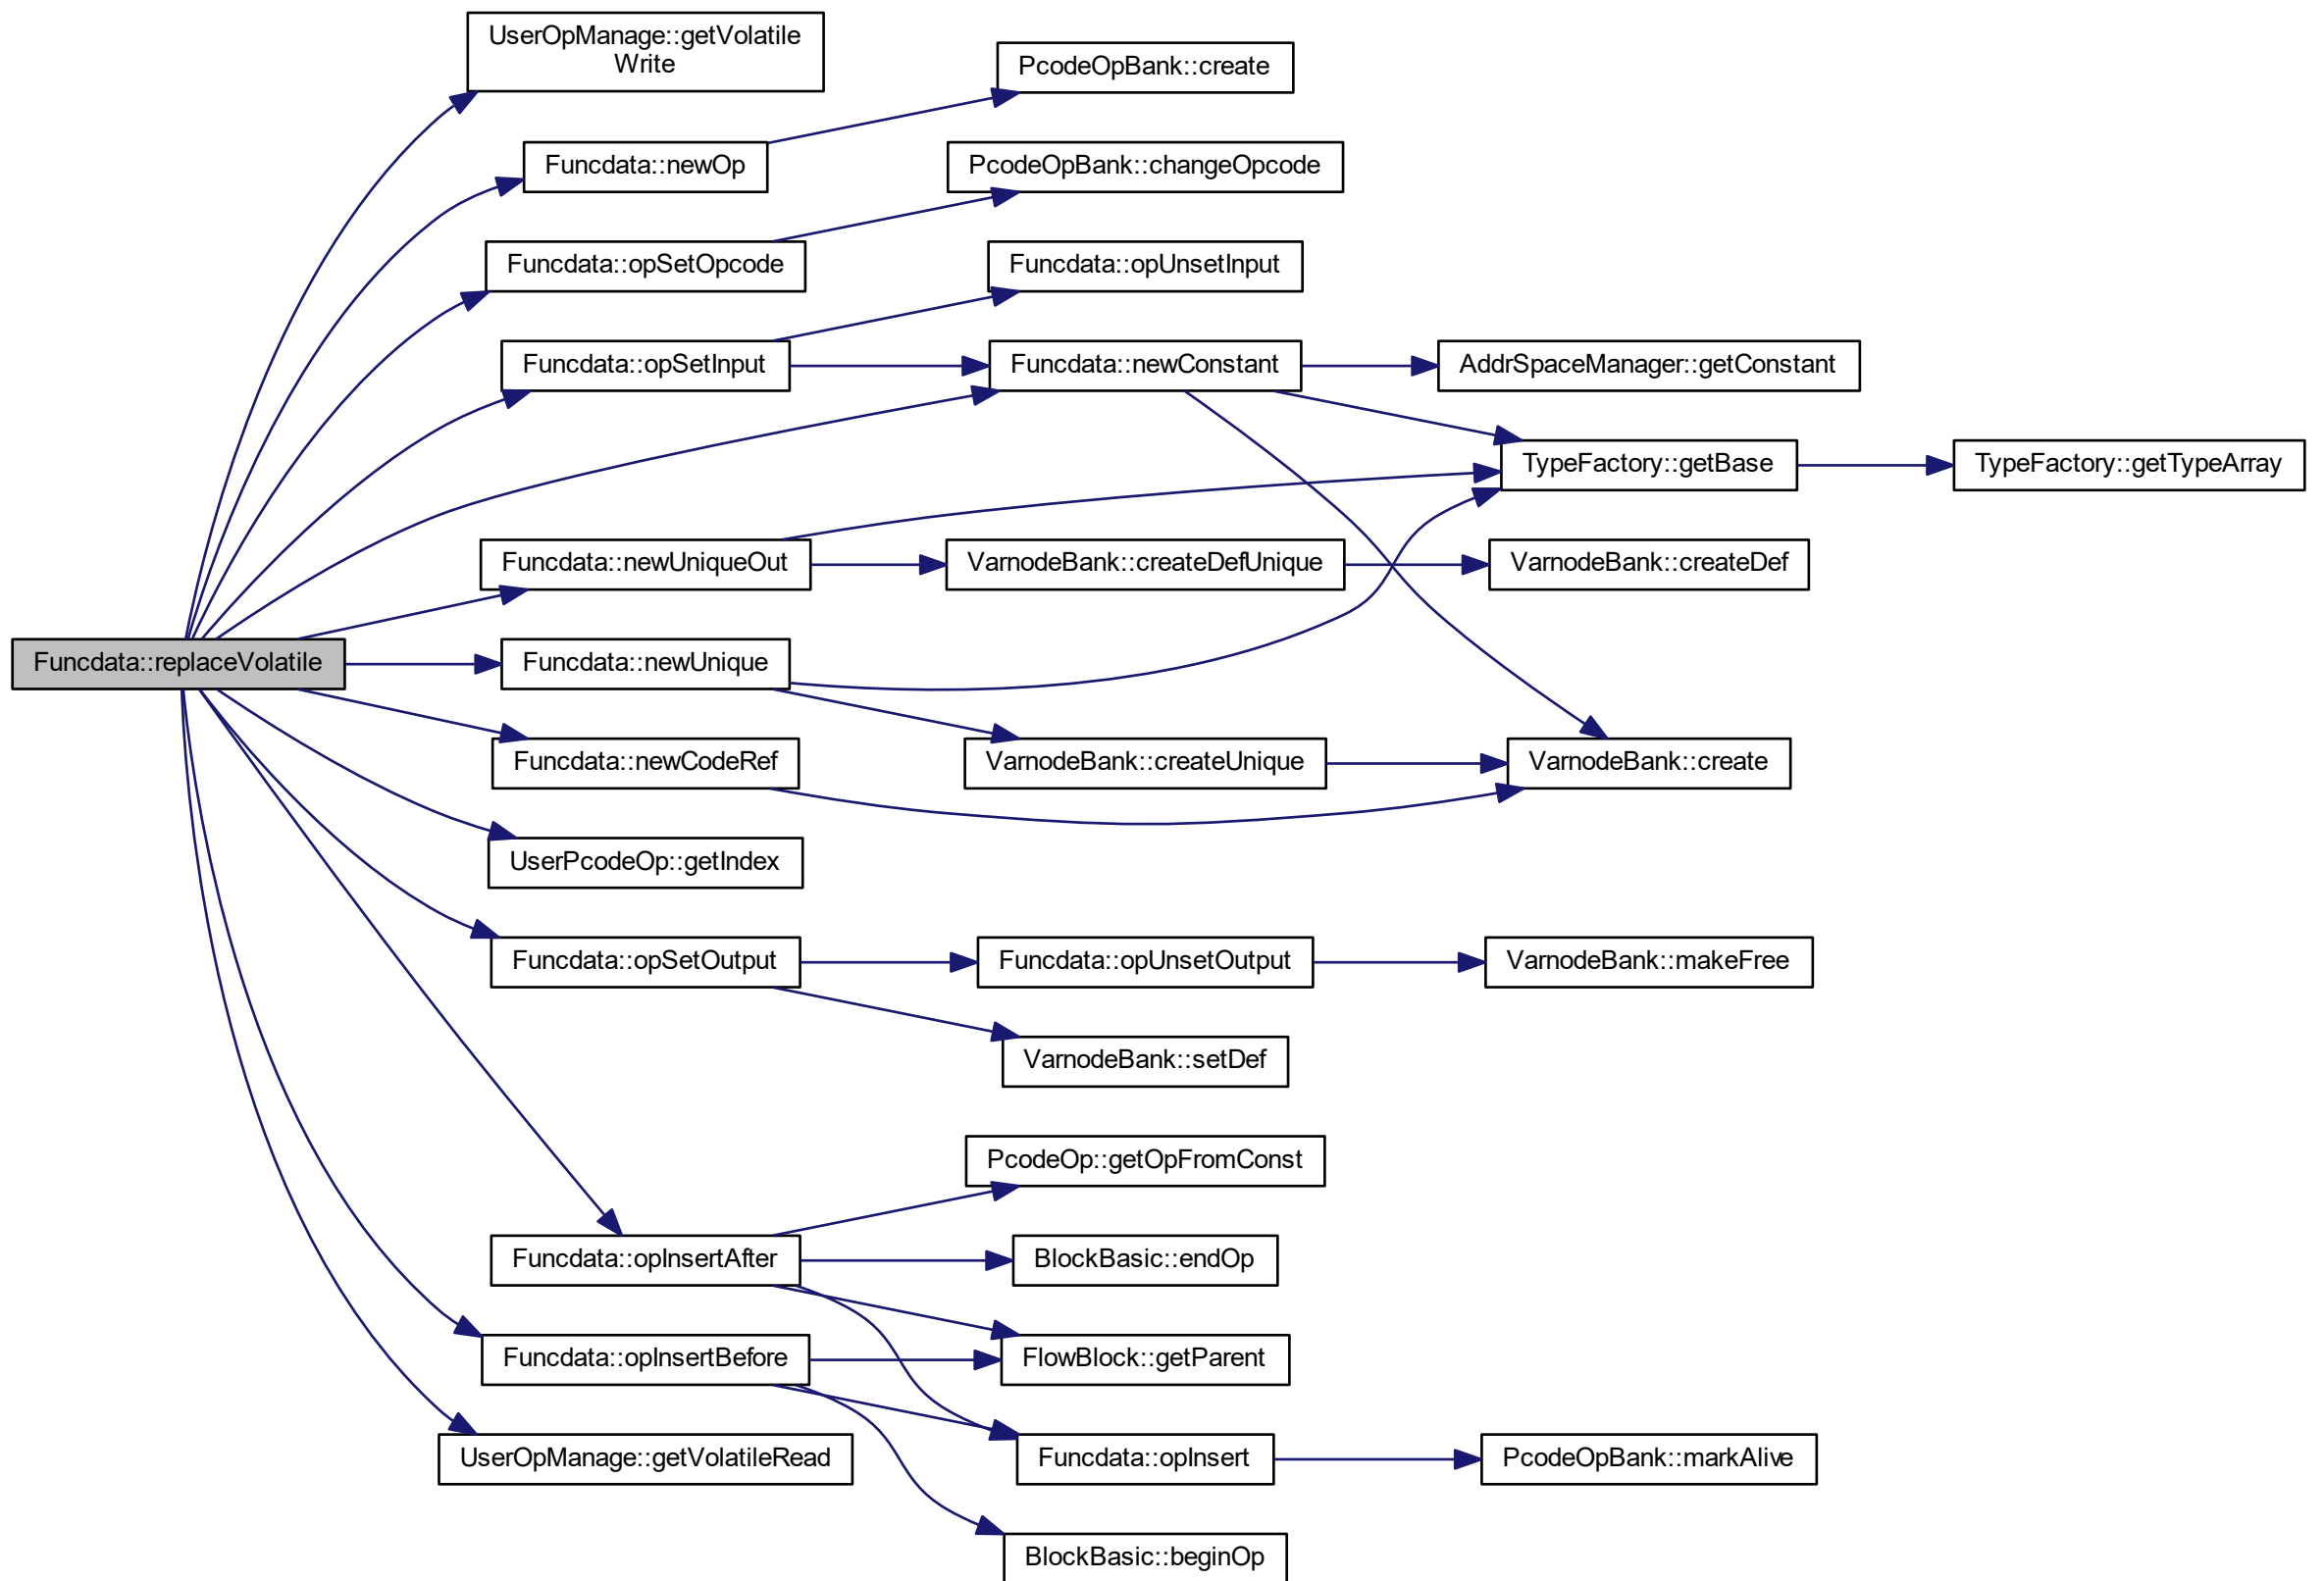 UserOpManage::getVolatile
Write
PcodeOpBank::create
Funcdata::newOp
PcodeOpBank::changeOpcode
Funcdata::opSetOpcode
Funcdata::opUnsetInput
Funcdata::opSetInput
Funcdata::newConstant
AddrSpaceManager::getConstant
TypeFactory::getBase
TypeFactory::getTypeArray
Funcdata::newUniqueOut
VarnodeBank::createDefUnique
VarnodeBank::createDef
Funcdata::replaceVolatile
Funcdata::newUnique
Funcdata::newCodeRef
VarnodeBank::createUnique
VarnodeBank::create
UserPcodeOp::getIndex
Funcdata::opSetOutput
Funcdata::opUnsetOutput
VarnodeBank::makeFree
VarnodeBank::setDef
PcodeOp::getOpFromConst
Funcdata::opInsertAfter
BlockBasic::endOp
Funcdata::opInsertBefore
FlowBlock::getParent
UserOpManage::getVolatileRead
Funcdata::opInsert
PcodeOpBank::markAlive
BlockBasic::beginOp